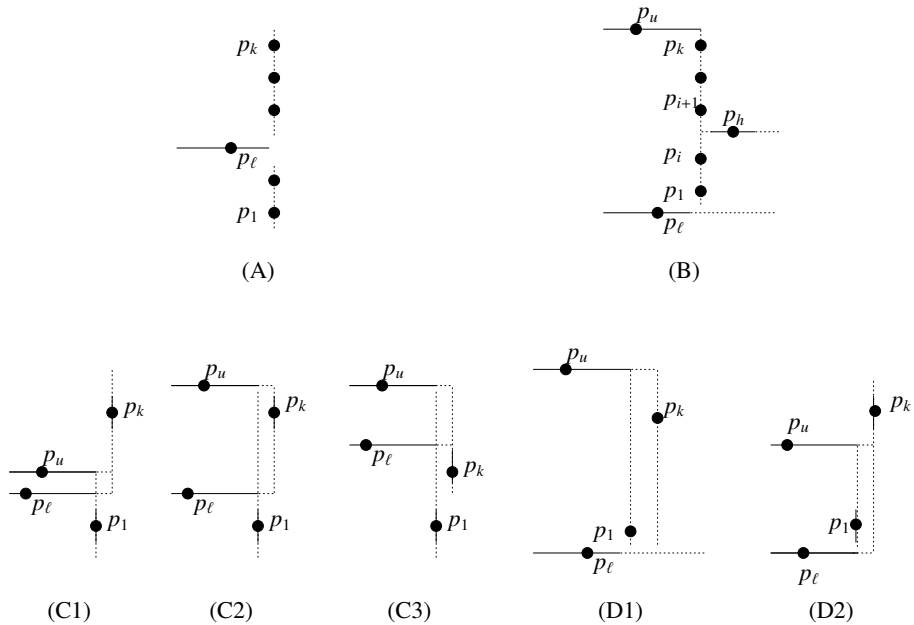 p_k
p_ℓ
p_1
(A)
p_u
p_k
p_{i+1}
p_h
p_i
p_1
p_ℓ
(B)
p_k
p_u
p_ℓ
p_1
(C1)
p_u
p_k
p_ℓ
p_1
(C2)
p_u
p_ℓ
p_k
p_1
(C3)
p_u
p_k
p_1
p_ℓ
(D1)
p_k
p_u
p_1
p_ℓ
(D2)